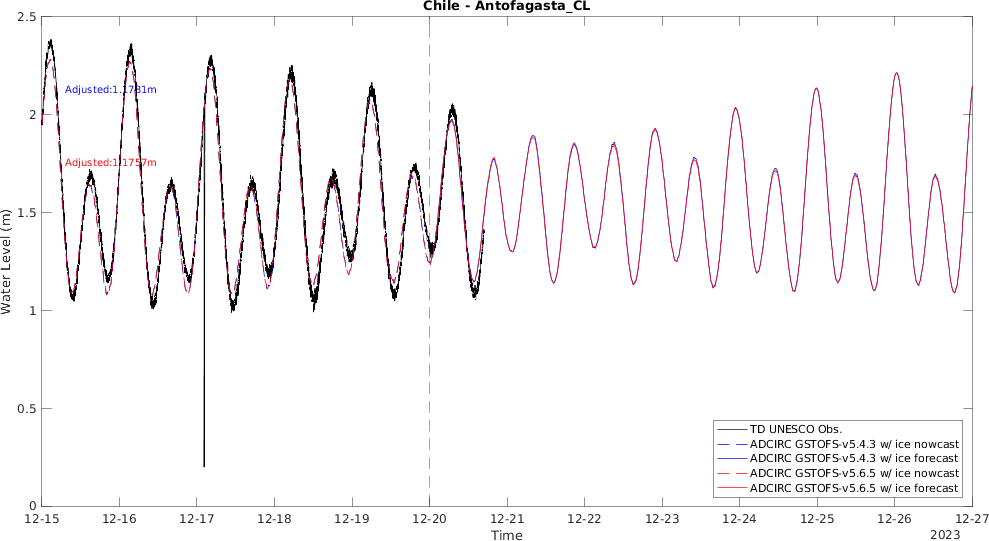 Chile - Antofagasta_CL
2.5
2
1.5
1
0.5
0
Water Level (m)
Adjusted:1.1781m
Adjusted:1.1757m
TD UNESCO Obs.
ADCIRC GSTOFS-v5.4.3 w/ ice nowcast
ADCIRC GSTOFS-v5.4.3 w/ ice forecast
ADCIRC GSTOFS-v5.6.5 w/ ice nowcast
ADCIRC GSTOFS-v5.6.5 w/ ice forecast
12-15 12-16 12-17 12-18 12-19 12-20 12-21 12-22 12-23 12-24 12-25 12-26 12-27
Time
2023